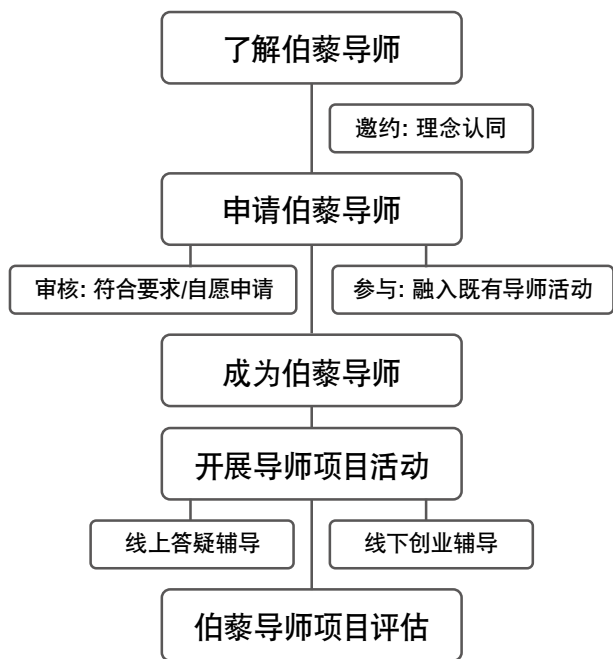 了解伯藜导师
邀约: 理念认同
申请伯藜导师
审核: 符合要求/自愿申请
参与: 融入既有导师活动
成为伯藜导师
开展导师项目活动
线上答疑辅导
线下创业辅导
伯藜导师项目评估